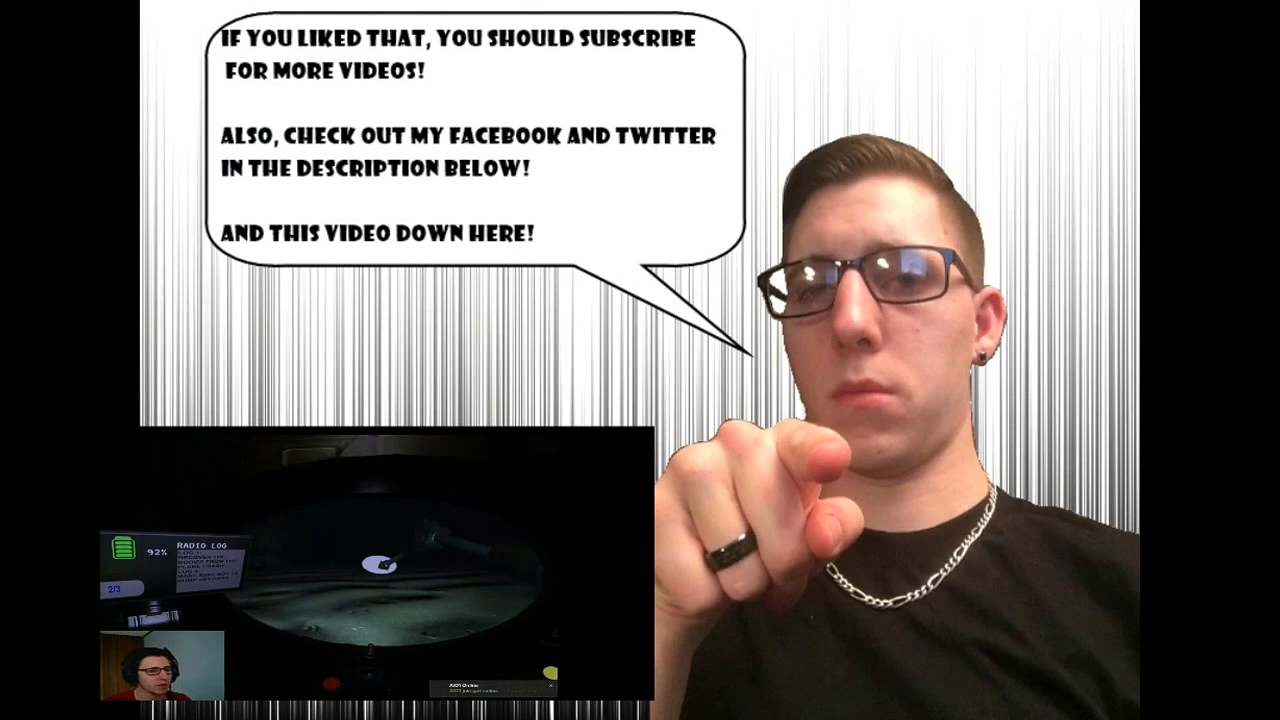 IF YOU LIKED THAT, YOU SHOULD SUBSCRIBE
FOR MORE VIDEOS!
ALSO, CHECK OUT MY FACEBOOK AND TWITTER
IN THE DESCRIPTION BELOW!
AND THIS VIDEO DOWN HERE!
92%
RADIO LOG
2/3